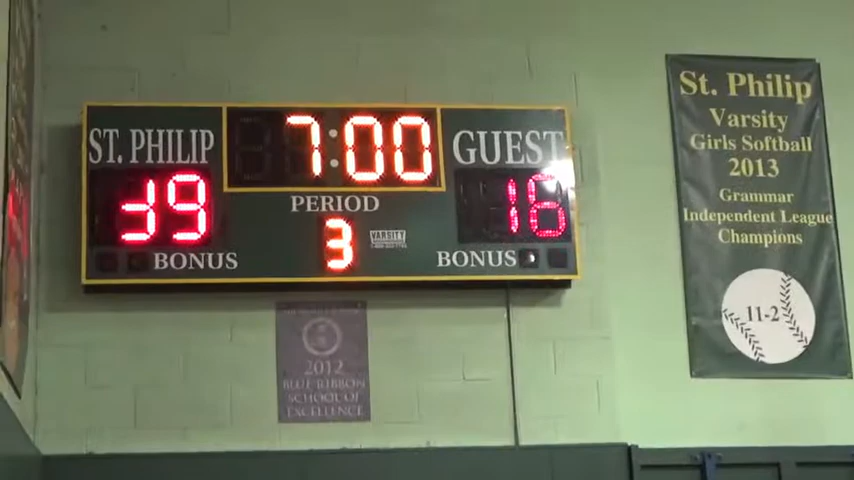 ST. PHILIP
7:00
GUEST
39
PERIOD
3
VARSITY
16
BONUS
BONUS
2012
BLUE RIBBON
SCHOOL OF
EXCELLENCE
St. Philip
Varsity
Girls Softball
2013
Grammar
Independent League
Champions
11-2